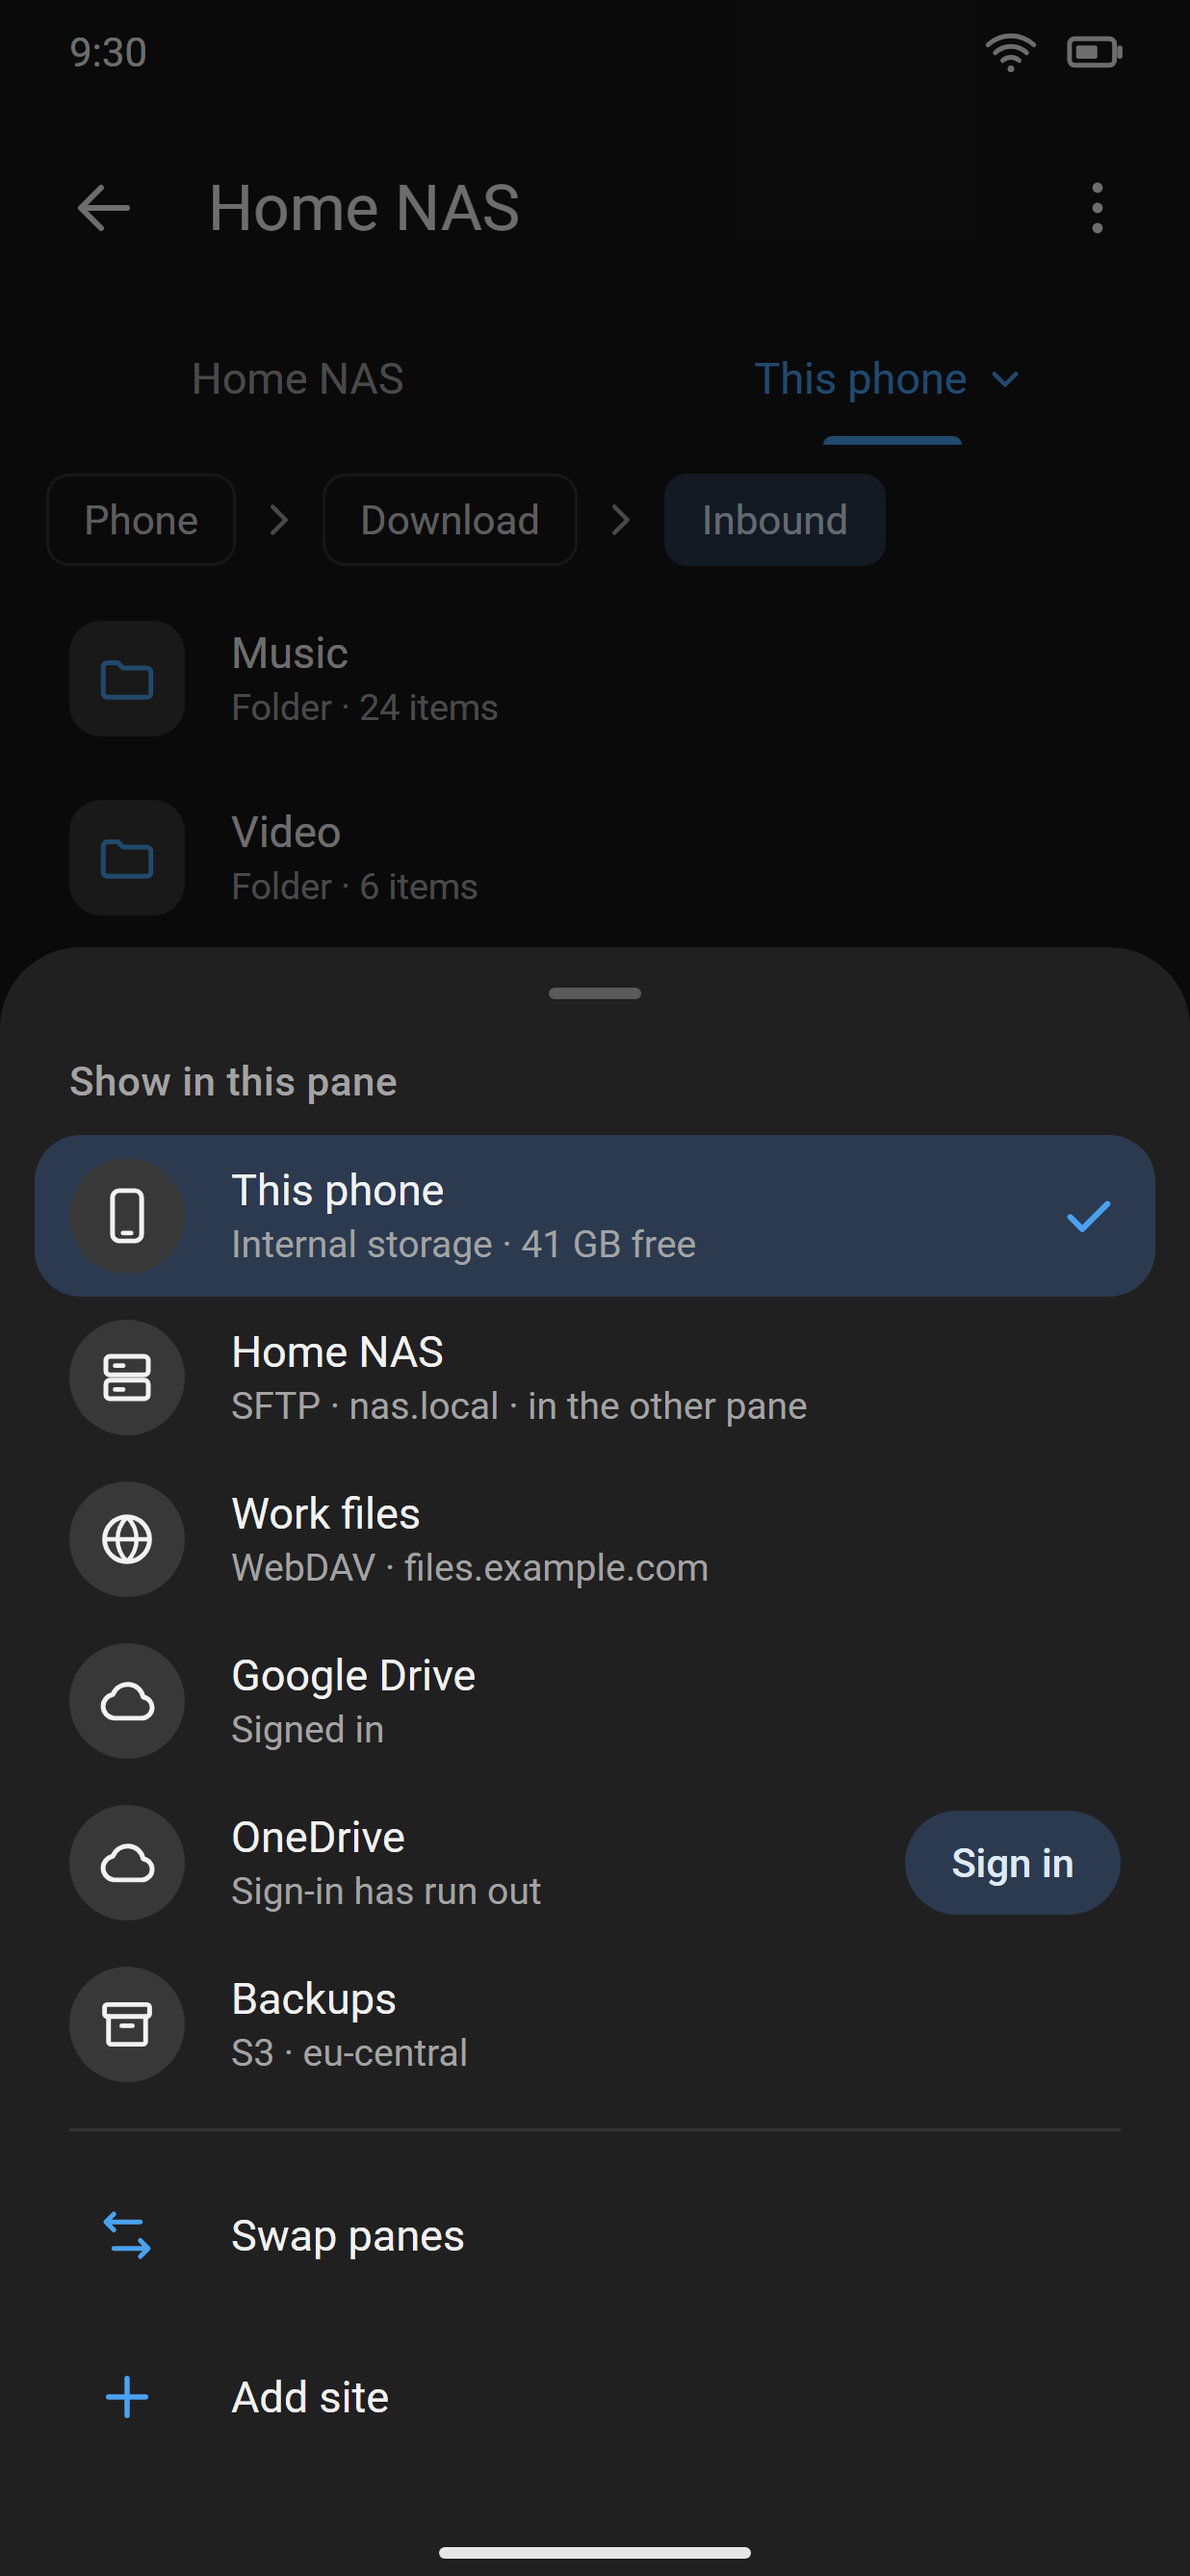 9:30
Home NAS
Home NAS
This phone
Phone
Download
Inbound
Music
Folder · 24 items
Video
Folder · 6 items
Show in this pane
This phone
Internal storage · 41 GB free
Home NAS
SFTP · nas.local · in the other pane
Work files
WebDAV · files.example.com
Google Drive
Signed in
OneDrive
Sign-in has run out
Sign in
Backups
S3 · eu-central
Swap panes
Add site